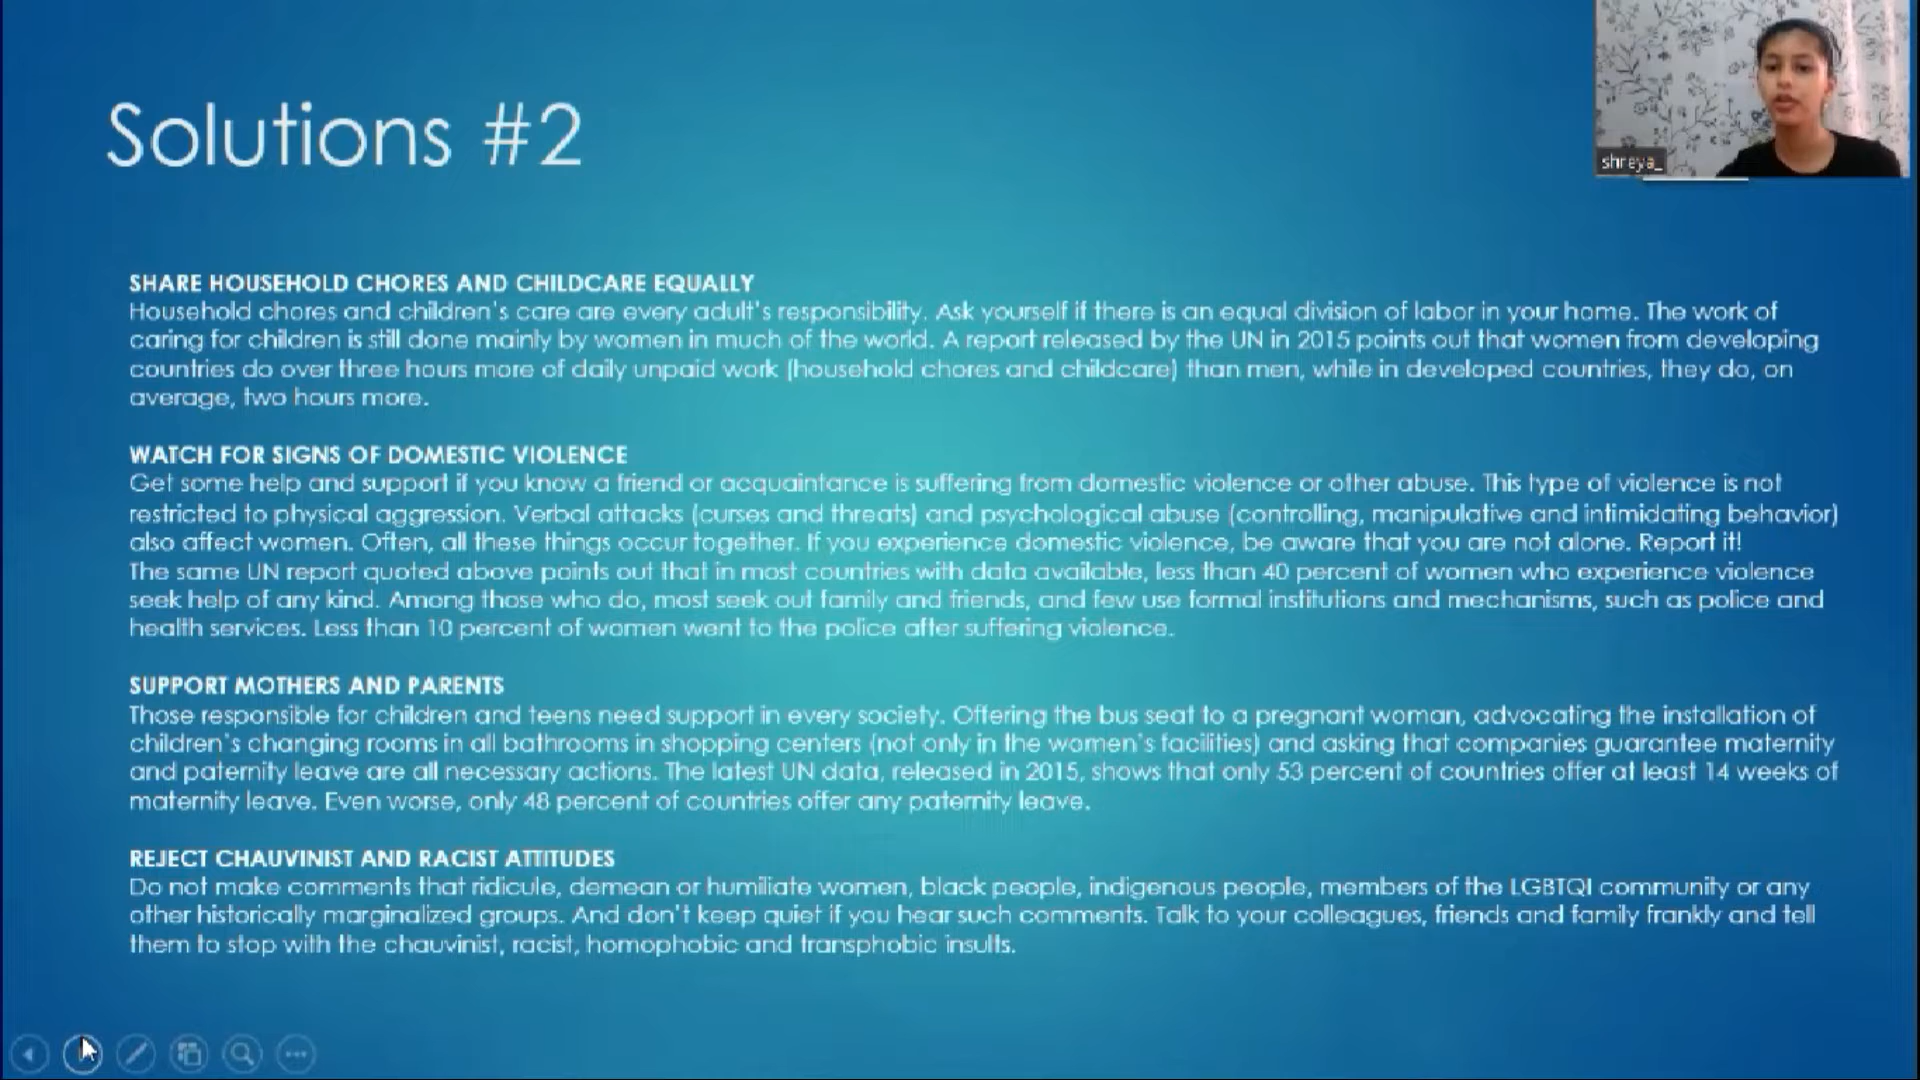 Solutions #2
shreya_
SHARE HOUSEHOLD CHORES AND CHILDCARE EQUALLY
Household chores and children's care are every adult's responsibility. Ask yourself if there is an equal division of labor in your home. The work of
caring for children is still done mainly by women in much of the world. A report released by the UN in 2015 points out that women from developing
countries do over three hours more of daily unpaid work (household chores and childcare) than men, while in developed countries, they do, on
average, two hours more.
WATCH FOR SIGNS OF DOMESTIC VIOLENCE
Get some help and support if you know a friend or acquaintance is suffering from domestic violence or other abuse. This type of violence is not
restricted to physical aggression. Verbal attacks (curses and threats) and psychological abuse (controlling, manipulative and intimidating behavior)
also affect women. Often, all these things occur together. If you experience domestic violence, be aware that you are not alone. Report it!
The same UN report quoted above points out that in most countries with data available, less than 40 percent of women who experience violence
seek help of any kind. Among those who do, most seek out family and friends, and few use formal institutions and mechanisms, such as police and
health services. Less than 10 percent of women went to the police after suffering violence.
SUPPORT MOTHERS AND PARENTS
Those responsible for children and teens need support in every society. Offering the bus seat to a pregnant woman, advocating the installation of
children's changing rooms in all bathrooms in shopping centers (not only in the women's facilities) and asking that companies guarantee maternity
and paternity leave are all necessary actions. The latest UN data, released in 2015, shows that only 53 percent of countries offer at least 14 weeks of
maternity leave. Even worse, only 48 percent of countries offer any paternity leave.
REJECT CHAUVINIST AND RACIST ATTITUDES
Do not make comments that ridicule, demean or humiliate women, black people, indigenous people, members of the LGBTQI community or any
other historically marginalized groups. And don't keep quiet if you hear such comments. Talk to your colleagues, friends and family frankly and tell
them to stop with the chauvinist, racist, homophobic and transphobic insults.